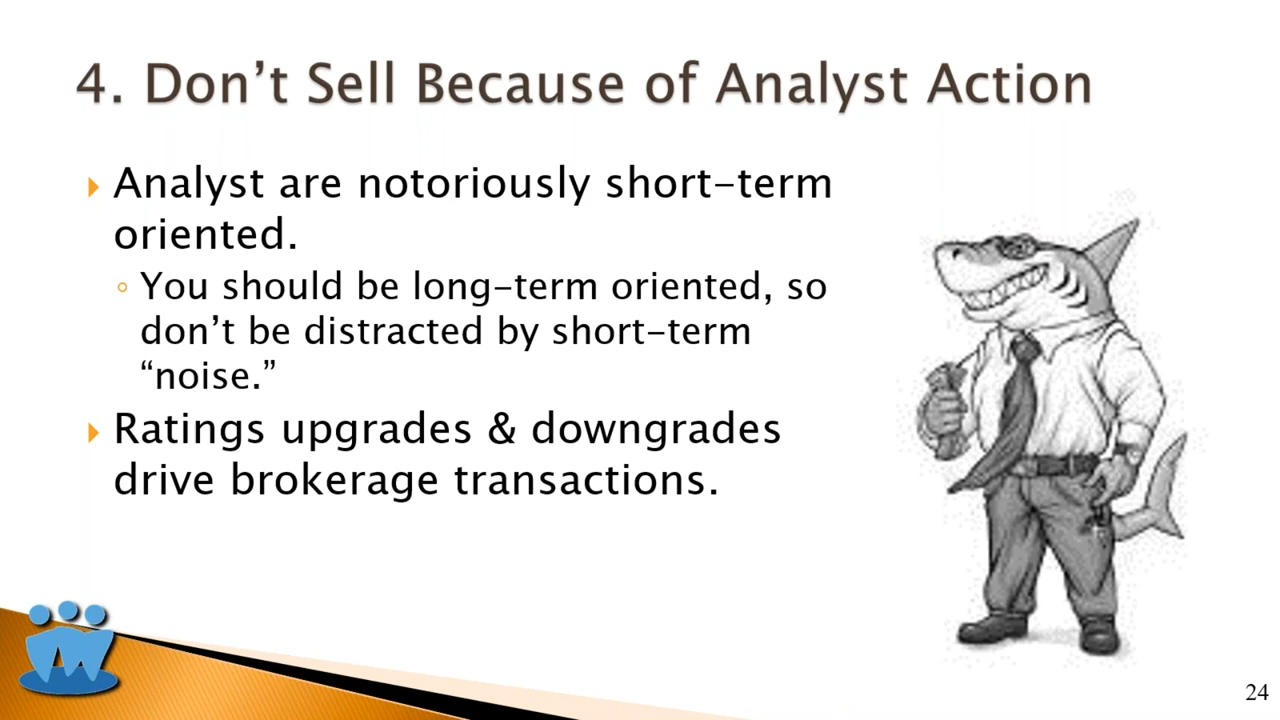 4. Don’t Sell Because of Analyst Action
Analyst are notoriously short-term
oriented.
You should be long-term oriented, so
don’t be distracted by short-term
“noise.”
Ratings upgrades & downgrades
drive brokerage transactions.
24